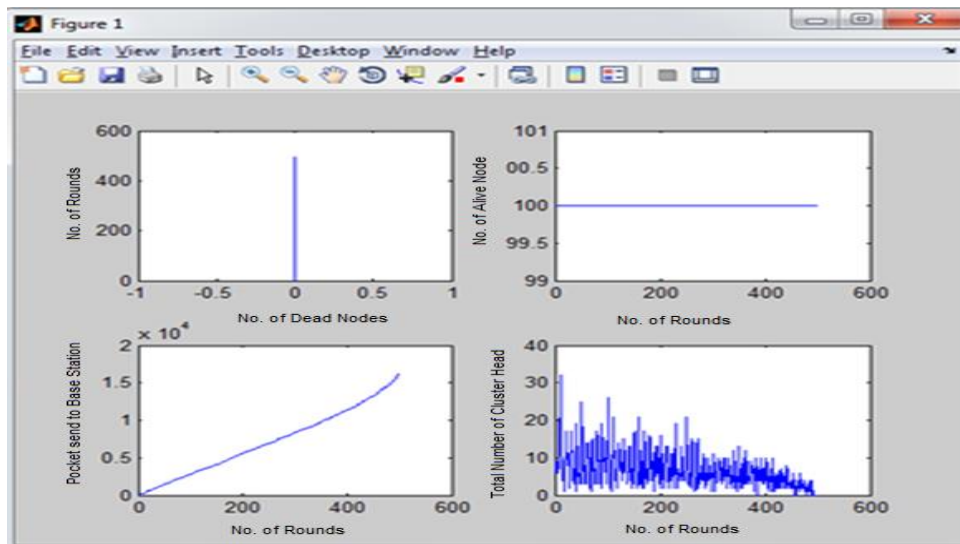 Figure 1
File Edit View Insert Tools Desktop Window Help
600
400
200
0
No. of Rounds
-1 -0.5 0 0.5 1
No. of Dead Nodes
101
00.5
100
99.5
99
No. of Alive Node
0 200 400 600
No. of Rounds
× 10^4
2
1.5
1
0.5
0
Pocket send to Base Station
0 200 400 600
No. of Rounds
40
30
20
10
0
Total Number of Cluster Head
0 200 400 600
No. of Rounds